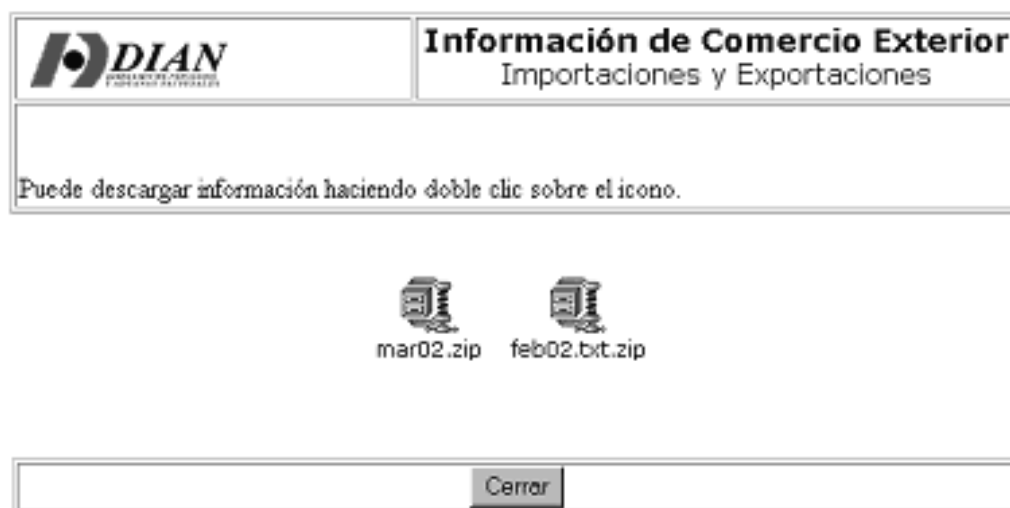 DIAN
Información de Comercio Exterior
Importaciones y Exportaciones
Puede descargar información haciendo doble clic sobre el icono.
mar02.zip feb02.txt.zip
Cerrar